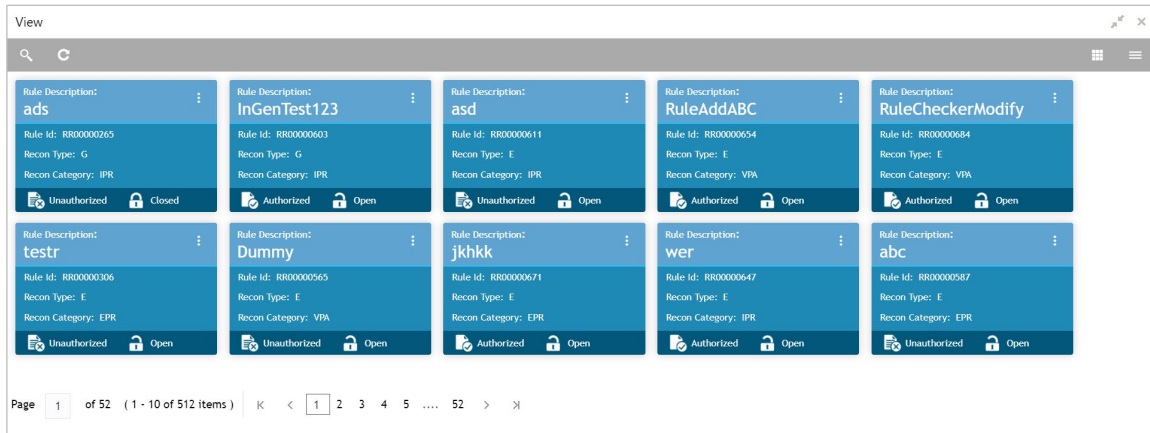 View
Rule Description:
ads
Rule Id: RR00000265
Recon Type: G
Recon Category: IPR
Unauthorized Closed
Rule Description:
InGenTest123
Rule Id: RR00000603
Recon Type: G
Recon Category: IPR
Authorized Open
Rule Description:
asd
Rule Id: RR00000611
Recon Type: E
Recon Category: IPR
Unauthorized Open
Rule Description:
RuleAddABC
Rule Id: RR00000654
Recon Type: E
Recon Category: VPA
Authorized Open
Rule Description:
RuleCheckerModify
Rule Id: RR00000684
Recon Type: E
Recon Category: VPA
Authorized Open
Rule Description:
testr
Rule Id: RR00000306
Recon Type: E
Recon Category: EPR
Unauthorized Open
Rule Description:
Dummy
Rule Id: RR00000565
Recon Type: E
Recon Category: VPA
Unauthorized Open
Rule Description:
jkhkk
Rule Id: RR00000671
Recon Type: E
Recon Category: EPR
Authorized Open
Rule Description:
wer
Rule Id: RR00000647
Recon Type: E
Recon Category: IPR
Authorized Open
Rule Description:
abc
Rule Id: RR00000587
Recon Type: E
Recon Category: EPR
Unauthorized Open
Page 1 of 52 ( 1 - 10 of 512 items ) 1 2 3 4 5 .... 52